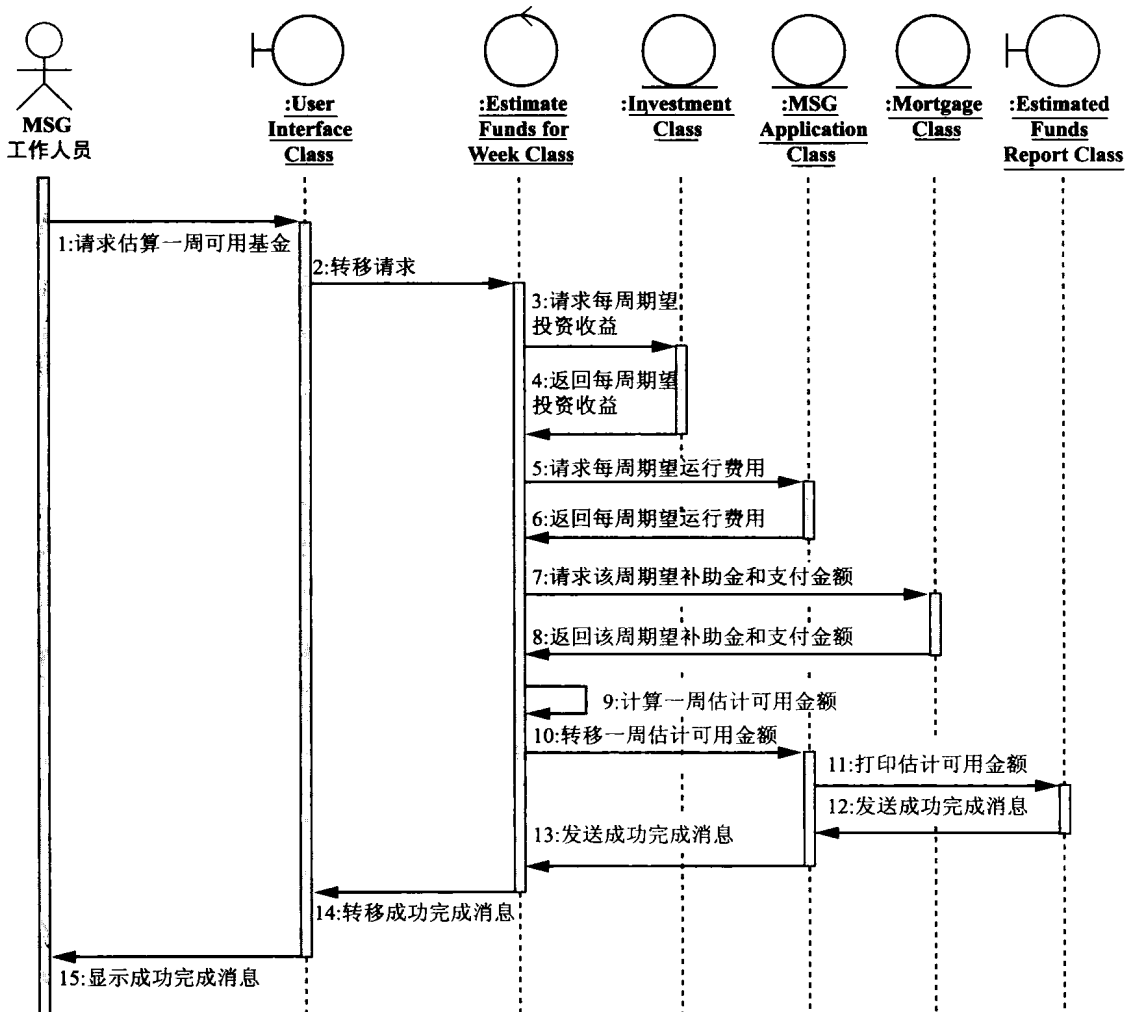 MSG
工作人员
:User
Interface
Class
:Estimate
Funds for
Week Class
:Investment
Class
:MSG
Application
Class
:Mortgage
Class
:Estimated
Funds
Report Class
1:请求估算一周可用基金
2:转移请求
3:请求每周期望
投资收益
4:返回每周期望
投资收益
5:请求每周期望运行费用
6:返回每周期望运行费用
7:请求该周期望补助金和支付金额
8:返回该周期望补助金和支付金额
9:计算一周估计可用金额
10:转移一周估计可用金额
11:打印估计可用金额
12:发送成功完成消息
13:发送成功完成消息
14:转移成功完成消息
15:显示成功完成消息